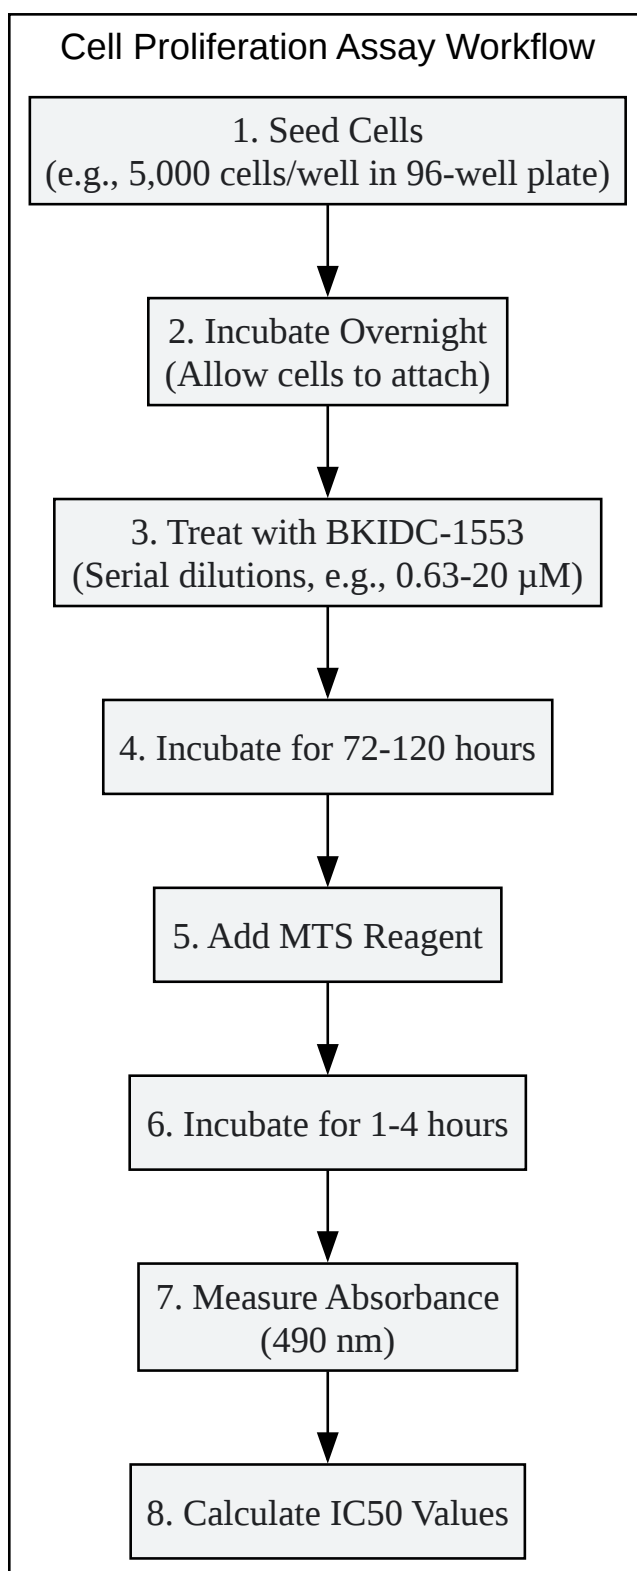 Cell Proliferation Assay Workflow
1. Seed Cells
(e.g., 5,000 cells/well in 96-well plate)
2. Incubate Overnight
(Allow cells to attach)
3. Treat with BKIDC-1553
(Serial dilutions, e.g., 0.63-20 µM)
4. Incubate for 72-120 hours
5. Add MTS Reagent
6. Incubate for 1-4 hours
7. Measure Absorbance
(490 nm)
8. Calculate IC50 Values